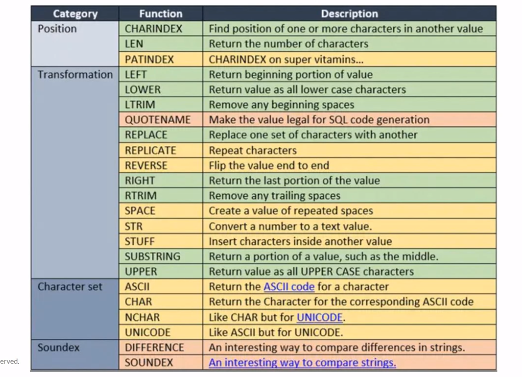 Category Function Description
Position CHARINDEX Find position of one or more characters in another value
LEN Return the number of characters
PATINDEX CHARINDEX on super vitamins...
Transformation LEFT Return beginning portion of value
LOWER Return value as all lower case characters
LTRIM Remove any beginning spaces
QUOTENAME Make the value legal for SQL code generation
REPLACE Replace one set of characters with another
REPLICATE Repeat characters
REVERSE Flip the value end to end
RIGHT Return the last portion of the value
RTRIM Remove any trailing spaces
SPACE Create a value of repeated spaces
STR Convert a number to a text value.
STUFF Insert characters inside another value
SUBSTRING Return a portion of a value, such as the middle.
UPPER Return value as all UPPER CASE characters
Character set ASCII Return the ASCII code for a character
CHAR Return the Character for the corresponding ASCII code
NCHAR Like CHAR but for UNICODE.
UNICODE Like ASCII but for UNICODE.
Soundex DIFFERENCE An interesting way to compare differences in strings.
SOUNDEX An interesting way to compare strings.
erved.